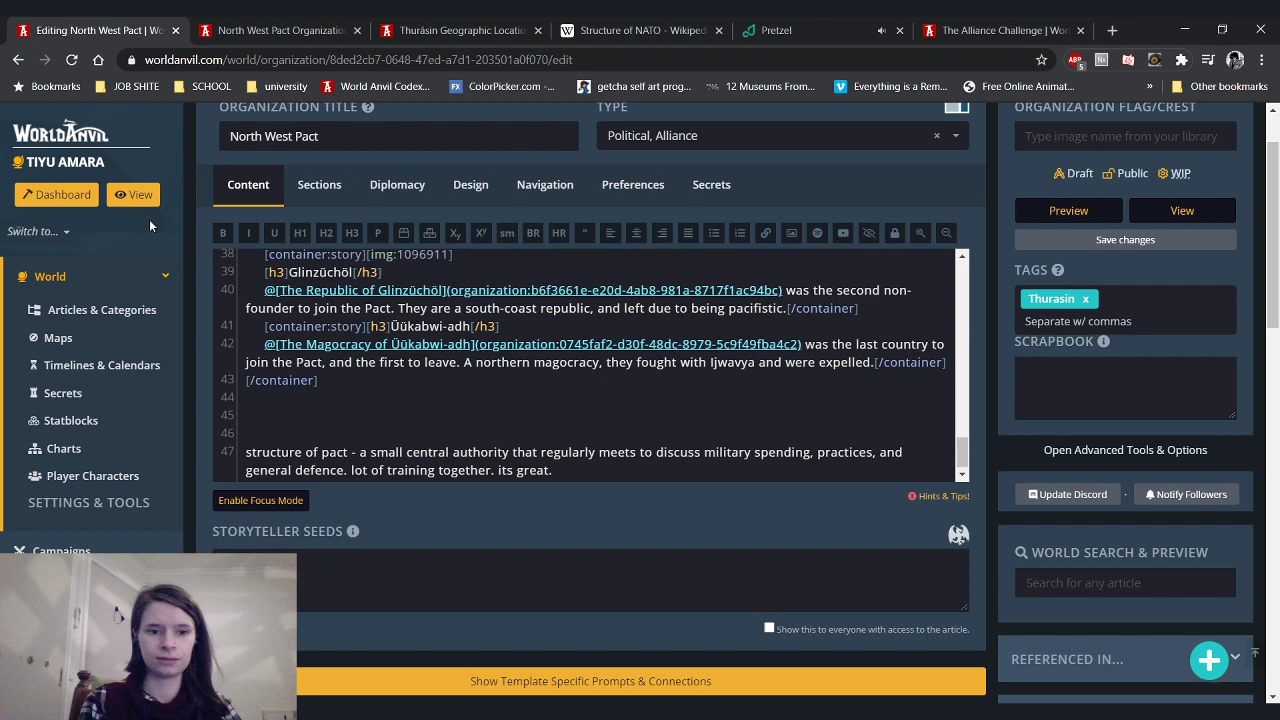 Editing North West Pact | Wo
North West Pact Organization
Thurásin Geographic Locatio
Structure of NATO - Wikiped
Pretzel
The Alliance Challenge | Worl
worldanvil.com/world/organization/8ded2cb7-0648-47ed-a7d1-203501a0f070/edit
Bookmarks
JOB SHITE
SCHOOL
university
World Anvil Codex...
ColorPicker.com -...
getcha self art prog...
12 Museums From...
Everything is a Rem...
Free Online Animat...
Other bookmarks
WORLDANVIL
TIYU AMARA
Dashboard
View
Switch to...
World
Articles & Categories
Maps
Timelines & Calendars
Secrets
Statblocks
Charts
Player Characters
SETTINGS & TOOLS
Campaigns
ORGANIZATION TITLE
North West Pact
TYPE
Political, Alliance
Content
Sections
Diplomacy
Design
Navigation
Preferences
Secrets
B I U H1 H2 H3 P Xy Xy sm BR HR "
38 [container:story][img:1096911]
39 [h3]Glinzüchöl[/h3]
40 @[The Republic of Glinzüchöl](organization:b6f3661e-e20d-4ab8-981a-8717f1ac94bc) was the second non-
founder to join the Pact. They are a south-coast republic, and left due to being pacifistic.[/container]
41 [container:story][h3]Üükabwi-adh[/h3]
42 @[The Magocracy of Üükabwi-adh](organization:0745faf2-d30f-48dc-8979-5c9f49fba4c2) was the last country to
join the Pact, and the first to leave. A northern magocracy, they fought with Ijwavya and were expelled.[/container]
43 [/container]
44
45
46
47 structure of pact - a small central authority that regularly meets to discuss military spending, practices, and
general defence. lot of training together. its great.
Enable Focus Mode
Hints & Tips!
STORYTELLER SEEDS
Show this to everyone with access to the article.
Show Template Specific Prompts & Connections
ORGANIZATION FLAG/CREST
Type image name from your library
Draft
Public
WIP
Preview
View
Save changes
TAGS
Thurasin x
Separate w/ commas
SCRAPBOOK
Open Advanced Tools & Options
Update Discord
-
Notify Followers
WORLD SEARCH & PREVIEW
Search for any article
REFERENCED IN...